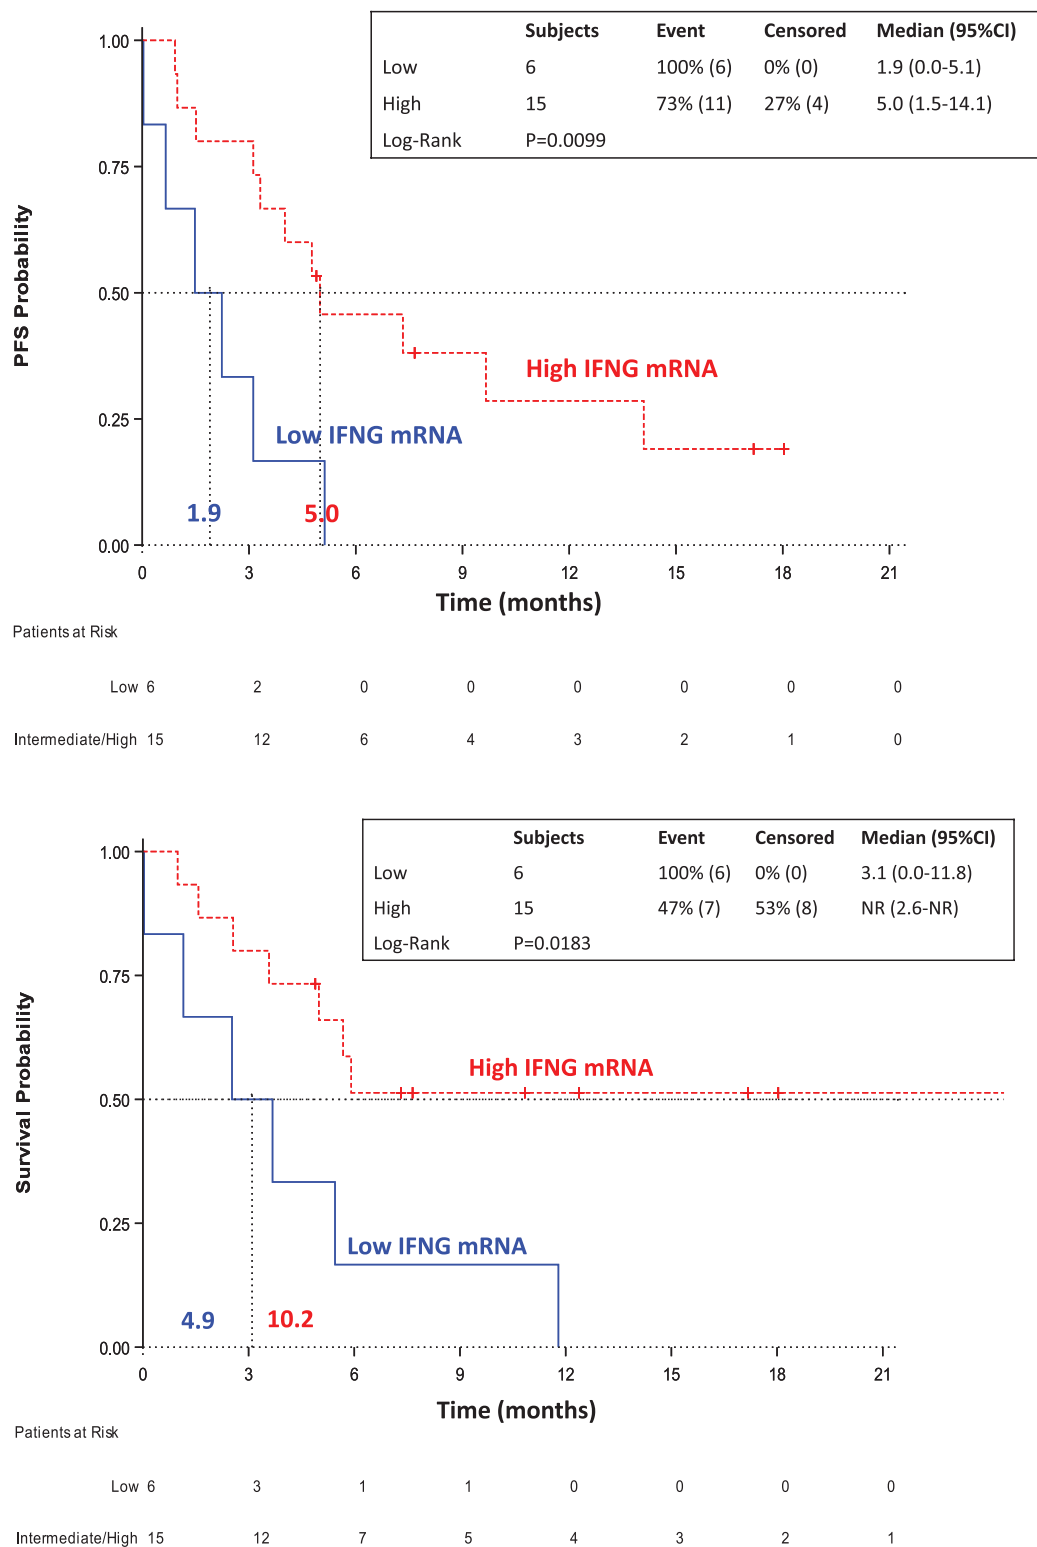 Subjects Event Censored Median (95%CI)
Low 6 100% (6) 0% (0) 1.9 (0.0-5.1)
High 15 73% (11) 27% (4) 5.0 (1.5-14.1)
Log-Rank P=0.0099
1.00
0.75
0.50
0.25
0.00
PFS Probability
High IFNG mRNA
Low IFNG mRNA
1.9 5.0
0 3 6 9 12 15 18 21
Time (months)
Patients at Risk
Low 6 2 0 0 0 0 0 0
Intermediate/High 15 12 6 4 3 2 1 0
Subjects Event Censored Median (95%CI)
Low 6 100% (6) 0% (0) 3.1 (0.0-11.8)
High 15 47% (7) 53% (8) NR (2.6-NR)
Log-Rank P=0.0183
1.00
0.75
0.50
0.25
0.00
Survival Probability
High IFNG mRNA
Low IFNG mRNA
4.9 10.2
0 3 6 9 12 15 18 21
Time (months)
Patients at Risk
Low 6 3 1 1 0 0 0 0
Intermediate/High 15 12 7 5 4 3 2 1